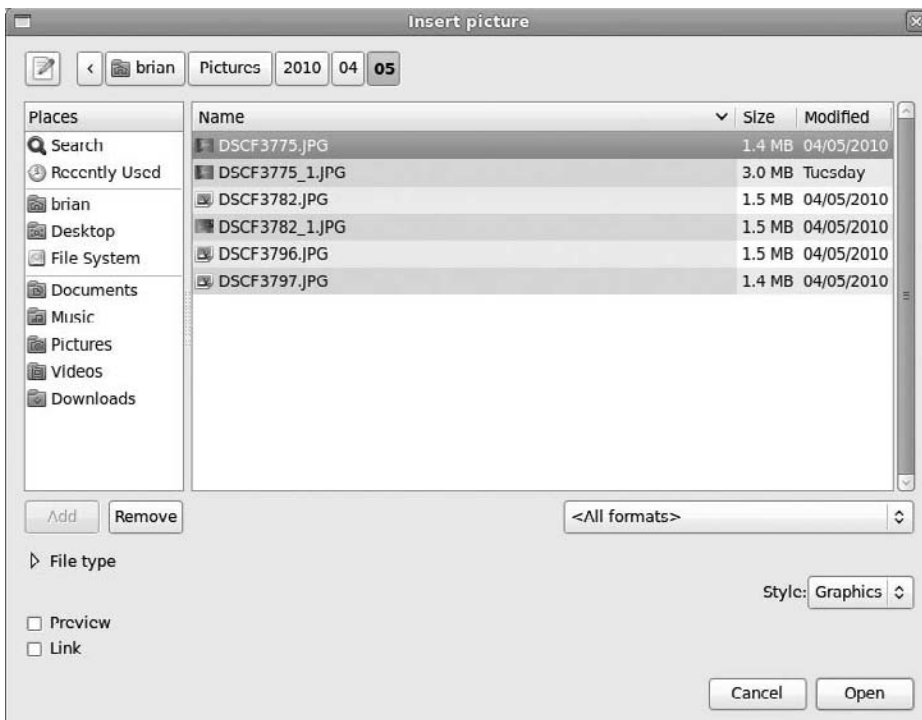 Insert picture
brian Pictures 2010 04 05
Places
Search
Recently Used
brian
Desktop
File System
Documents
Music
Pictures
Videos
Downloads
Name Size Modified
DSCF3775.JPG 1.4 MB 04/05/2010
DSCF3775_1.JPG 3.0 MB Tuesday
DSCF3782.JPG 1.5 MB 04/05/2010
DSCF3782_1.JPG 1.5 MB 04/05/2010
DSCF3796.JPG 1.5 MB 04/05/2010
DSCF3797.JPG 1.4 MB 04/05/2010
Add Remove <All formats>
File type
Style: Graphics
Preview
Link
Cancel Open